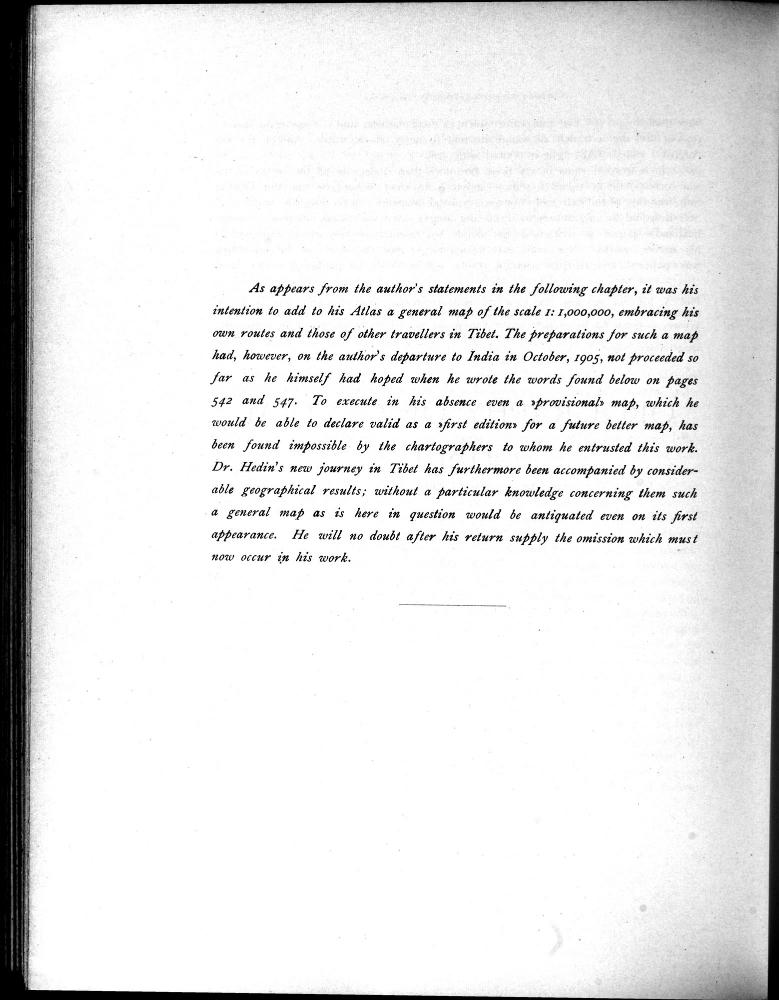 As appears from the author's statements in the following chapter, it was his
intention to add to his Atlas a general map of the scale 1: 1,000,000, embracing his
own routes and those of other travellers in Tibet. The preparations for such a map
had, however, on the author's departure to India in October, 1905, not proceeded so
far as he himself had hoped when he wrote the words found below on pages
542 and 547. To execute in his absence even a »provisional» map, which he
would be able to declare valid as a »first edition» for a future better map, has
been found impossible by the chartographers to whom he entrusted this work.
Dr. Hedin's new journey in Tibet has furthermore been accompanied by consider-
able geographical results; without a particular knowledge concerning them such
a general map as is here in question would be antiquated even on its first
appearance. He will no doubt after his return supply the omission which must
now occur in his work.